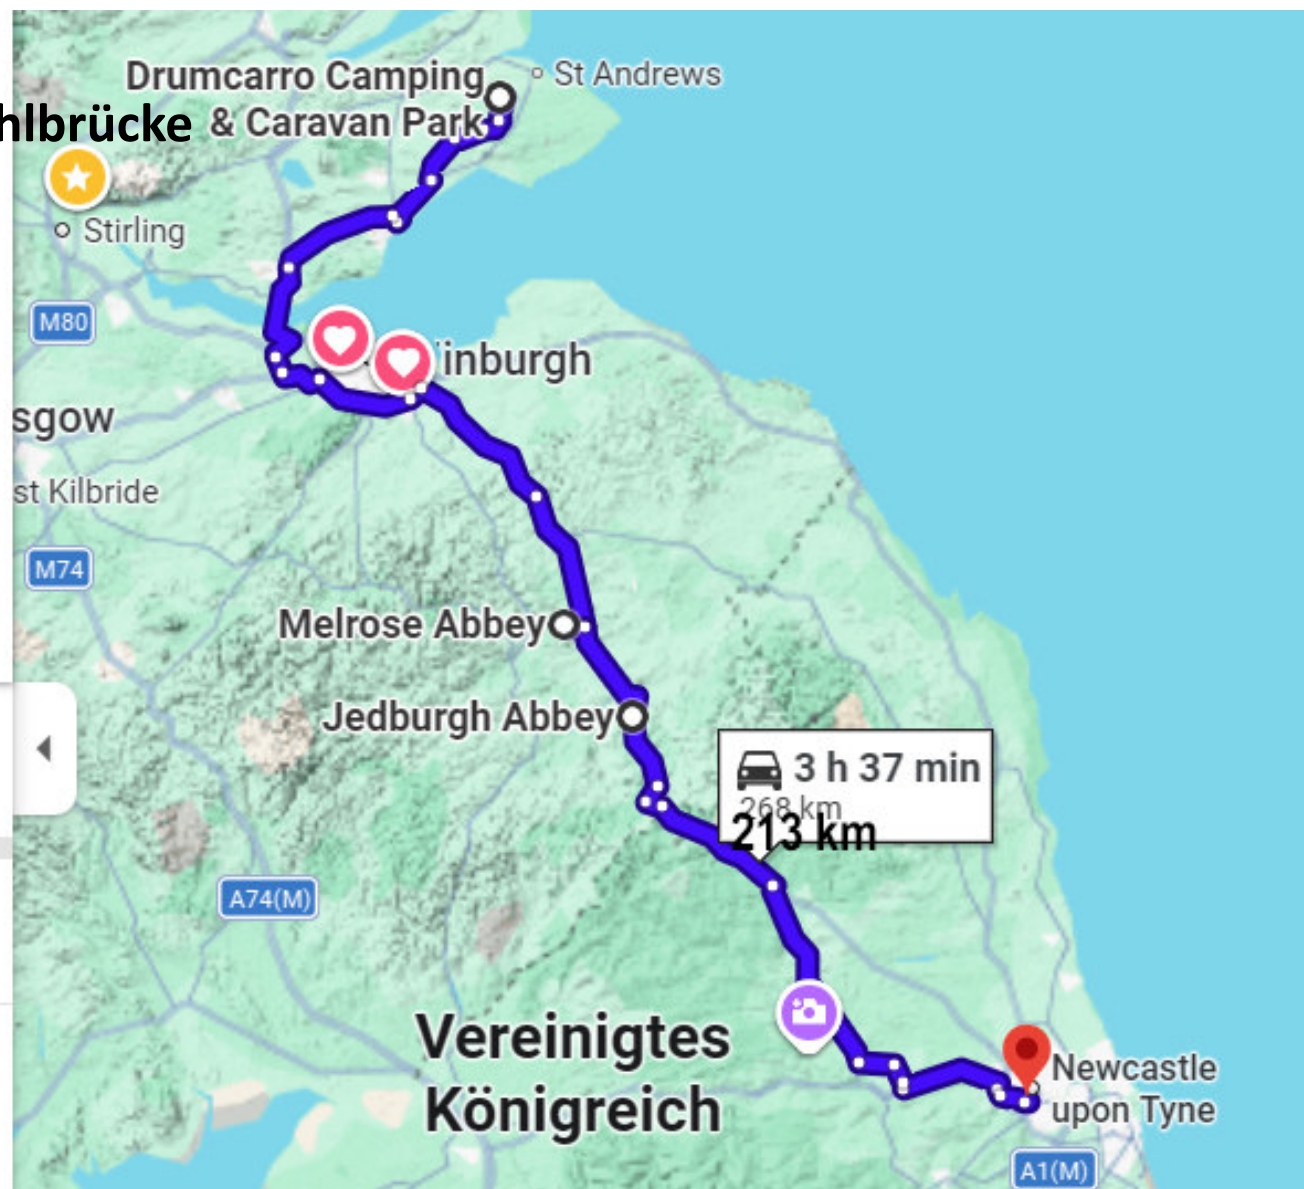 Drumcarro Camping
& Caravan Park
St Andrews
hlbrücke
Stirling
M80
inburgh
sgow
st Kilbride
M74
Melrose Abbey
Jedburgh Abbey
3 h 37 min
268 km
213 km
A74(M)
Vereinigtes
Königreich
Newcastle
upon Tyne
A1(M)